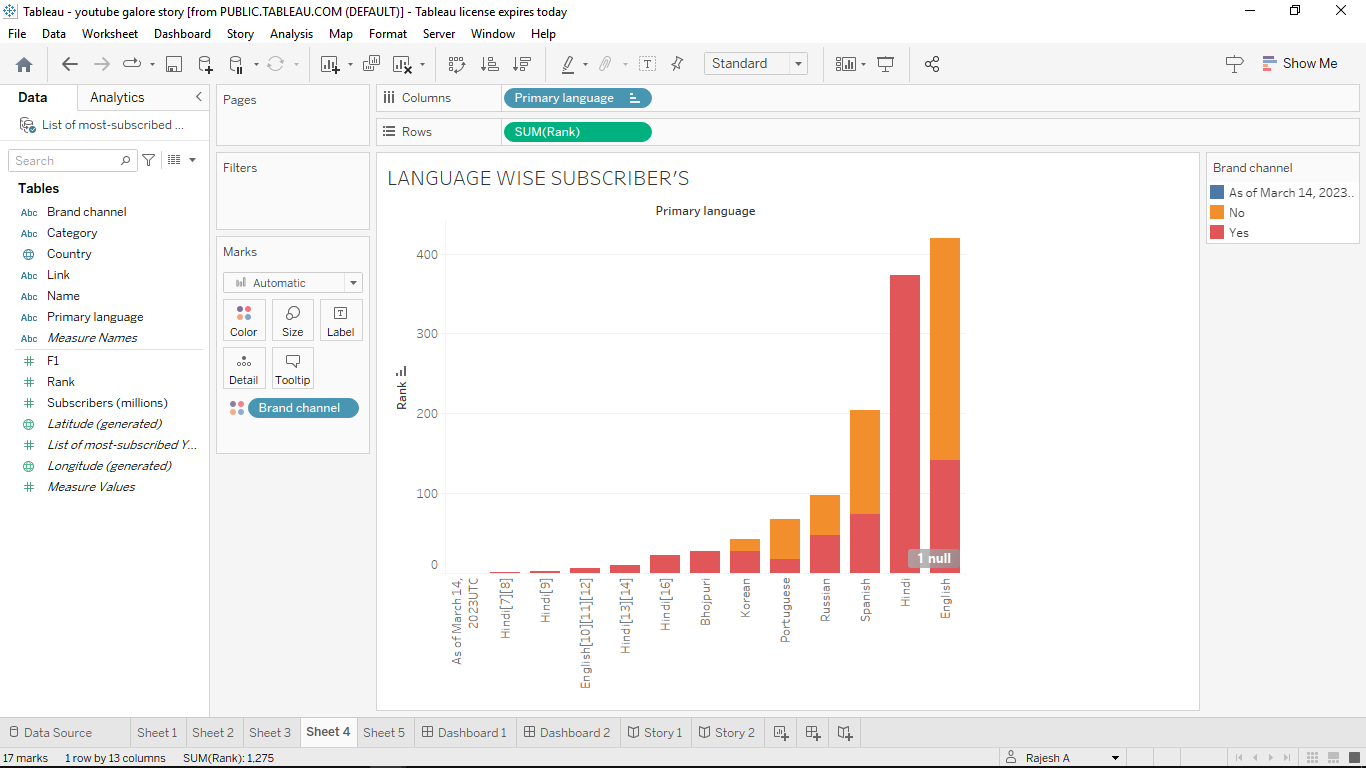 Tableau - youtube galore story [from PUBLIC.TABLEAU.COM (DEFAULT)] - Tableau license expires today
File Data Worksheet Dashboard Story Analysis Map Format Server Window Help
Standard
Show Me
Data Analytics
List of most-subscribed ...
Search
Tables
Abc Brand channel
Abc Category
Country
Abc Link
Abc Name
Abc Primary language
Abc Measure Names
F1
Rank
Subscribers (millions)
Latitude (generated)
List of most-subscribed Y...
Longitude (generated)
Measure Values
Pages
Filters
Marks
Automatic
Color Size Label
Detail Tooltip
Brand channel
Columns Primary language
Rows SUM(Rank)
LANGUAGE WISE SUBSCRIBER'S
Primary language
400
300
200
100
0
Rank
1 null
As of March 14, 2023UTC
Hindi[7][8]
Hindi[9]
English[10][11][12]
Hindi[13][14]
Hindi[16]
Bhojpuri
Korean
Portuguese
Russian
Spanish
Hindi
English
Brand channel
As of March 14, 2023..
No
Yes
Data Source Sheet 1 Sheet 2 Sheet 3 Sheet 4 Sheet 5 Dashboard 1 Dashboard 2 Story 1 Story 2
17 marks 1 row by 13 columns SUM(Rank): 1,275 Rajesh A